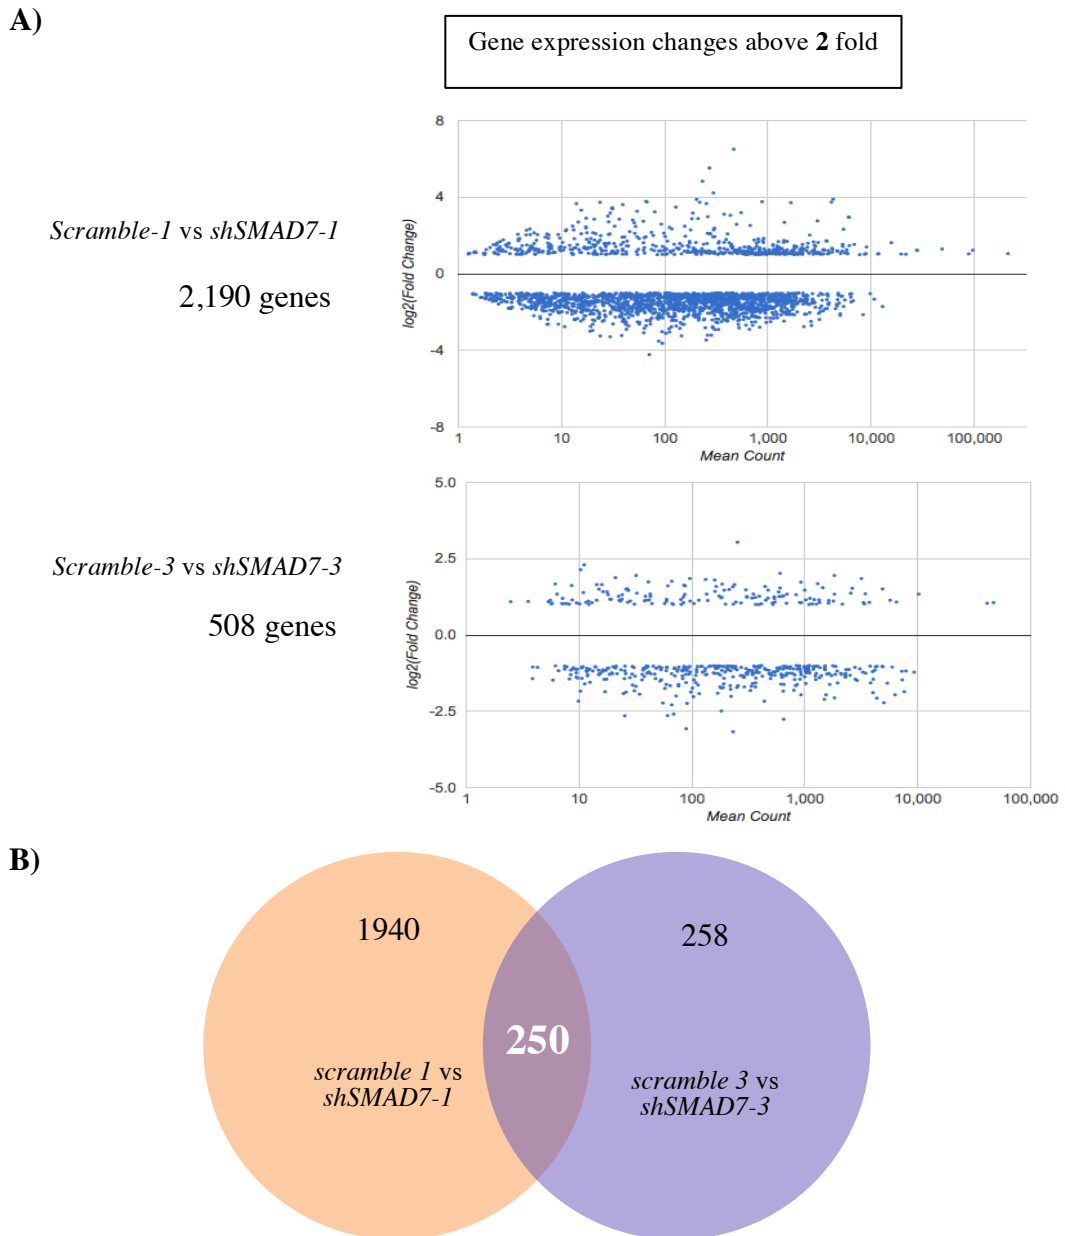 A)
Gene expression changes above 2 fold
Scramble-1 vs shSMAD7-1
2,190 genes
8
4
0
-4
-8
log2(Fold Change)
1
10
100
1,000
10,000
100,000
Mean Count
Scramble-3 vs shSMAD7-3
508 genes
5.0
2.5
0.0
-2.5
-5.0
log2(Fold Change)
1
10
100
1,000
10,000
100,000
Mean Count
B)
1940
258
250
scramble 1 vs
shSMAD7-1
scramble 3 vs
shSMAD7-3